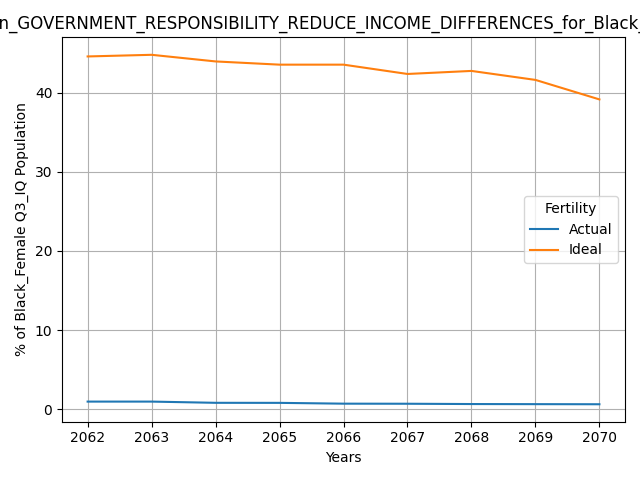 n_GOVERNMENT_RESPONSIBILITY_REDUCE_INCOME_DIFFERENCES_for_Black_
% of Black_Female Q3_IQ Population
40
30
20
10
0
Fertility
Actual
Ideal
2062 2063 2064 2065 2066 2067 2068 2069 2070
Years